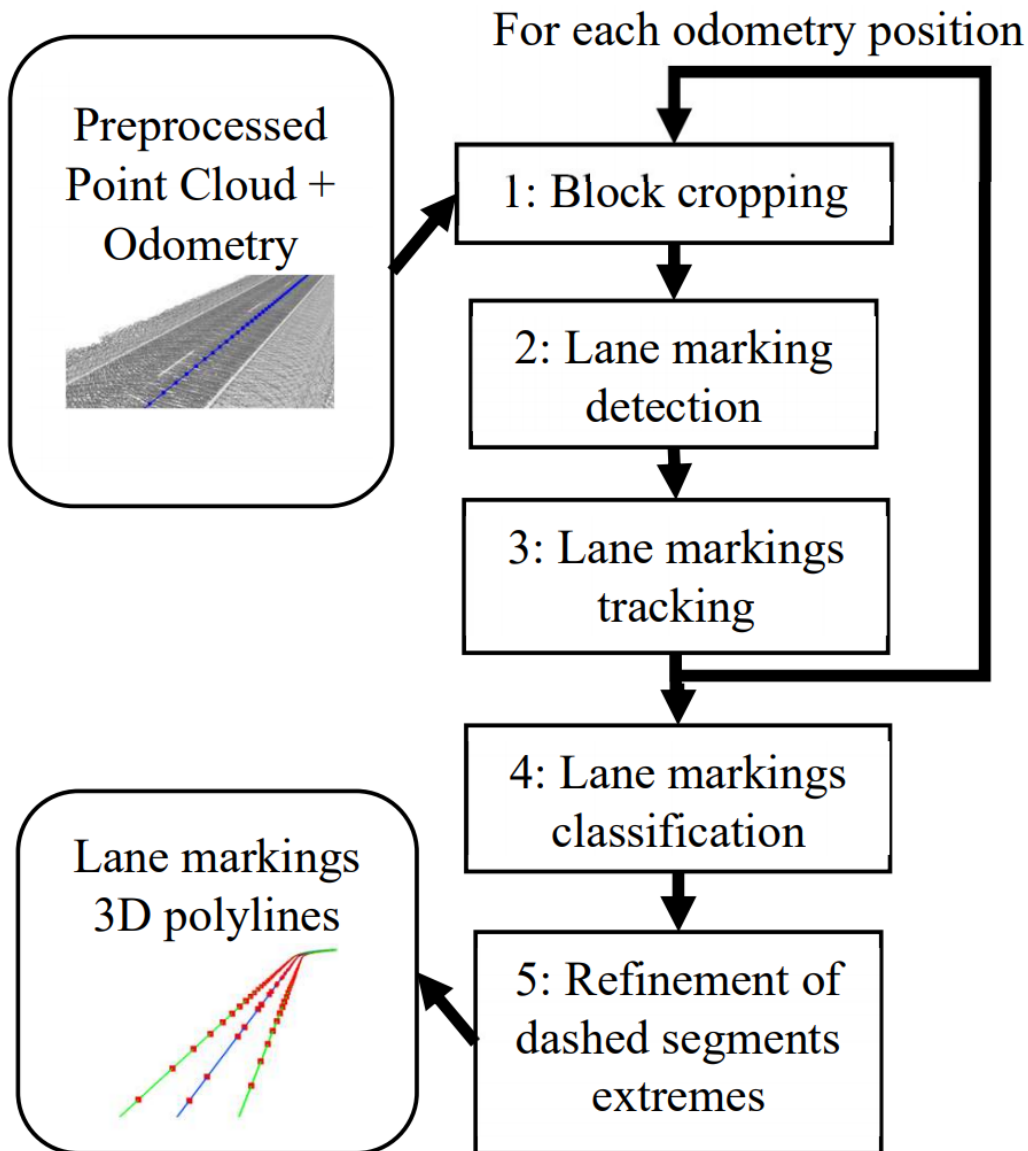 For each odometry position
Preprocessed
Point Cloud +
Odometry
1: Block cropping
2: Lane marking
detection
3: Lane markings
tracking
4: Lane markings
classification
5: Refinement of
dashed segments
extremes
Lane markings
3D polylines